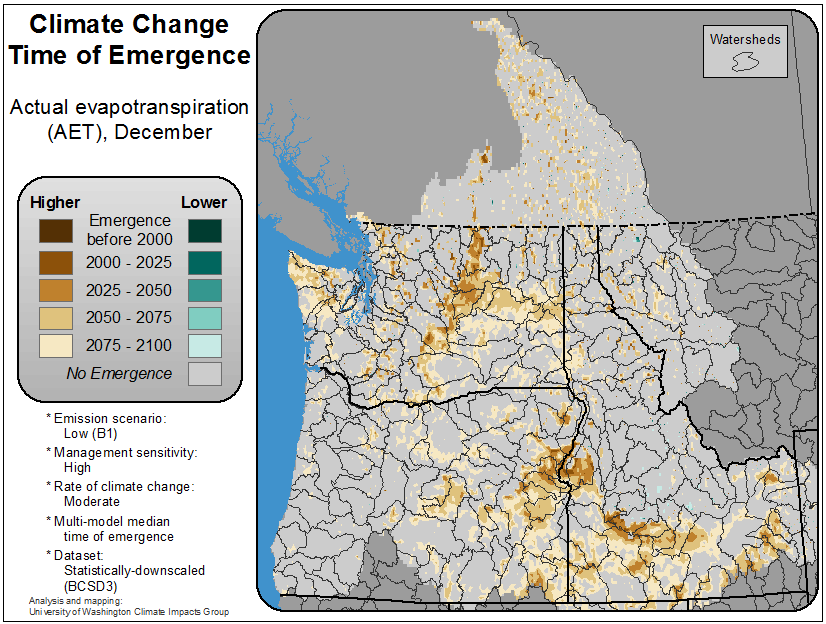 Climate Change
Time of Emergence
Actual evapotranspiration
(AET), December
Higher
Lower
Emergence
before 2000
2000 - 2025
2025 - 2050
2050 - 2075
2075 - 2100
No Emergence
* Emission scenario:
Low (B1)
* Management sensitivity:
High
* Rate of climate change:
Moderate
* Multi-model median
time of emergence
* Dataset:
Statistically-downscaled
(BCSD3)
Analysis and mapping:
University of Washington Climate Impacts Group
Watersheds